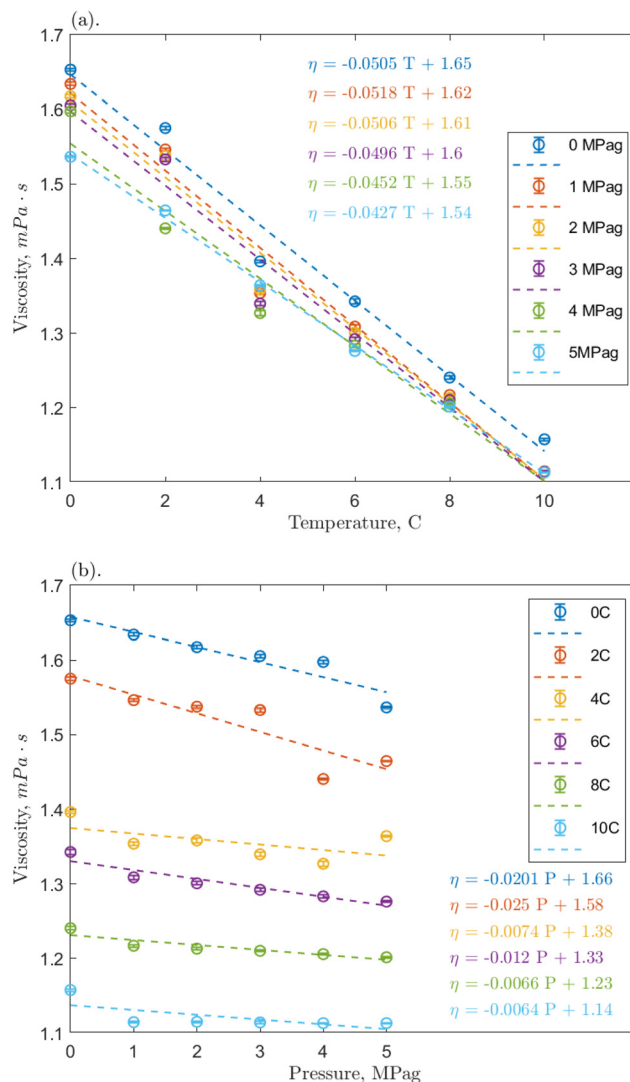 (a).
1.7
1.6
1.5
1.4
1.3
1.2
1.1
Viscosity, mPa · s
η = -0.0505 T + 1.65
η = -0.0518 T + 1.62
η = -0.0506 T + 1.61
η = -0.0496 T + 1.6
η = -0.0452 T + 1.55
η = -0.0427 T + 1.54
0 MPag
1 MPag
2 MPag
3 MPag
4 MPag
5MPag
0 2 4 6 8 10
Temperature, C
(b).
1.7
1.6
1.5
1.4
1.3
1.2
1.1
Viscosity, mPa · s
0C
2C
4C
6C
8C
10C
η = -0.0201 P + 1.66
η = -0.025 P + 1.58
η = -0.0074 P + 1.38
η = -0.012 P + 1.33
η = -0.0066 P + 1.23
η = -0.0064 P + 1.14
0 1 2 3 4 5
Pressure, MPag